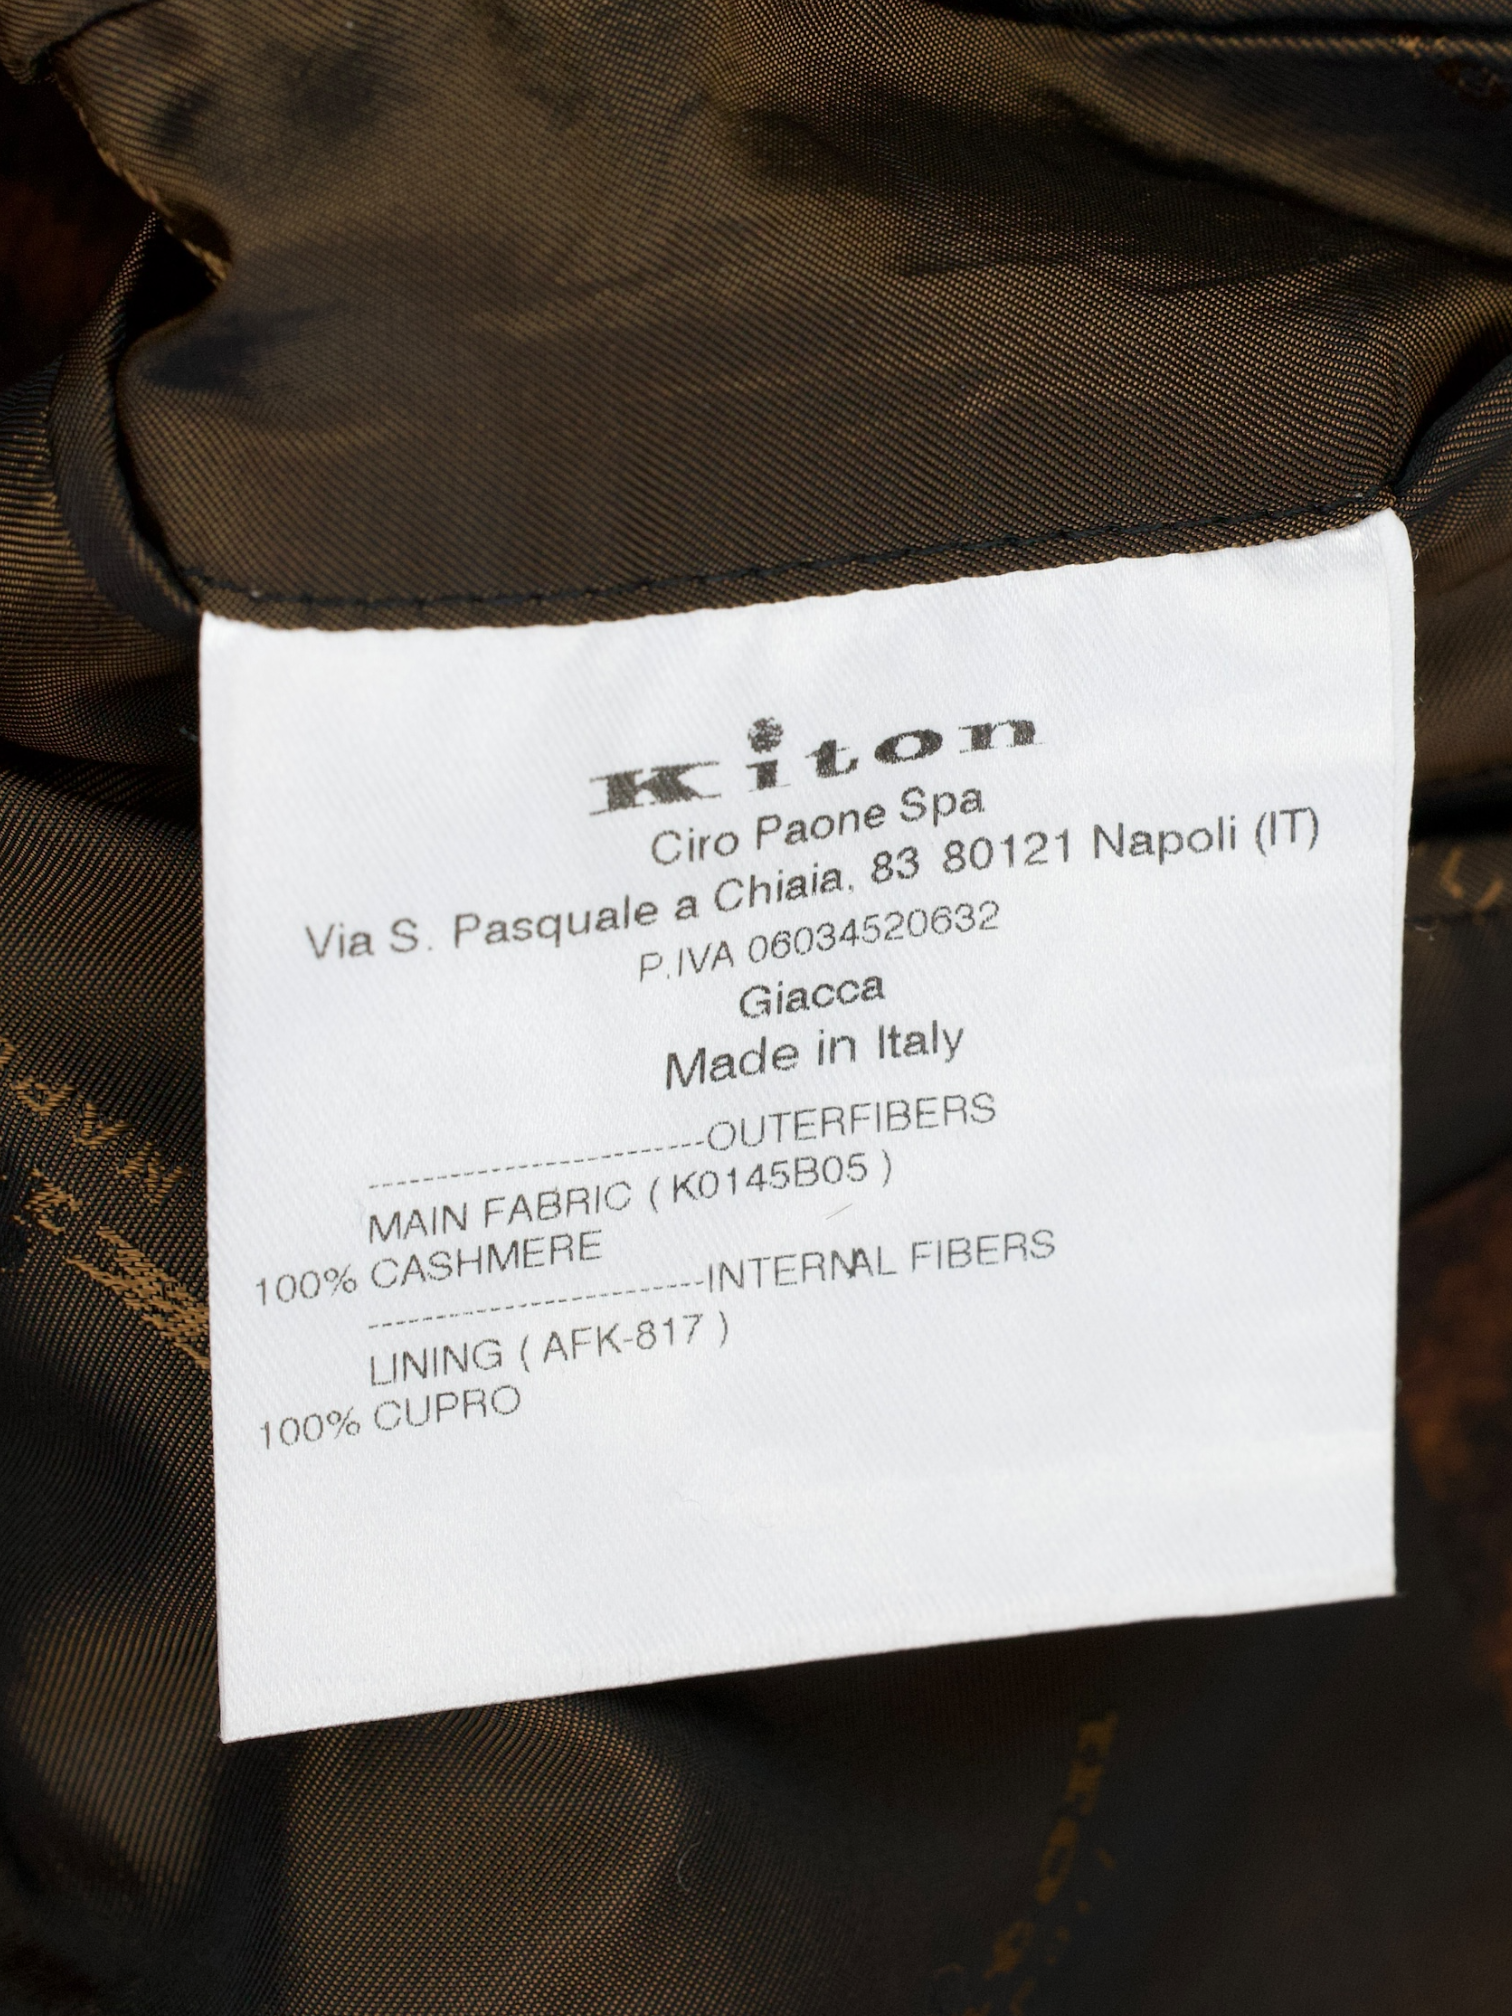 Kiton
Ciro Paone Spa
Via S. Pasquale a Chiaia, 83 80121 Napoli (IT)
P.IVA 06034520632
Giacca
Made in Italy
-------------------------OUTERFIBERS
MAIN FABRIC ( K0145B05 )
100% CASHMERE
-------------------------INTERNAL FIBERS
LINING ( AFK-817 )
100% CUPRO